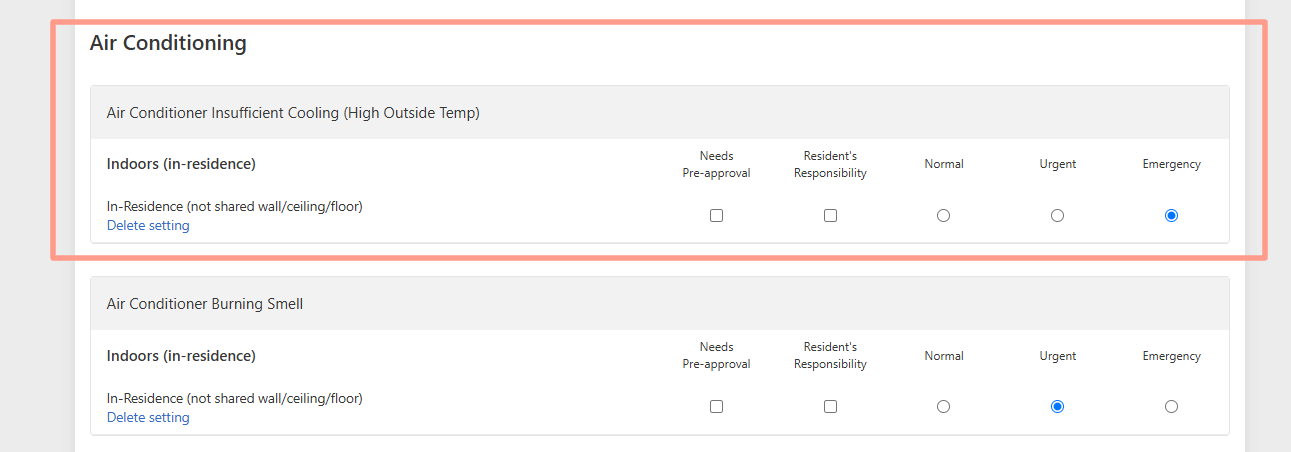 Air Conditioning
Air Conditioner Insufficient Cooling (High Outside Temp)
Indoors (in-residence)
Needs
Pre-approval
Resident's
Responsibility
Normal
Urgent
Emergency
In-Residence (not shared wall/ceiling/floor)
Delete setting
Air Conditioner Burning Smell
Indoors (in-residence)
Needs
Pre-approval
Resident's
Responsibility
Normal
Urgent
Emergency
In-Residence (not shared wall/ceiling/floor)
Delete setting